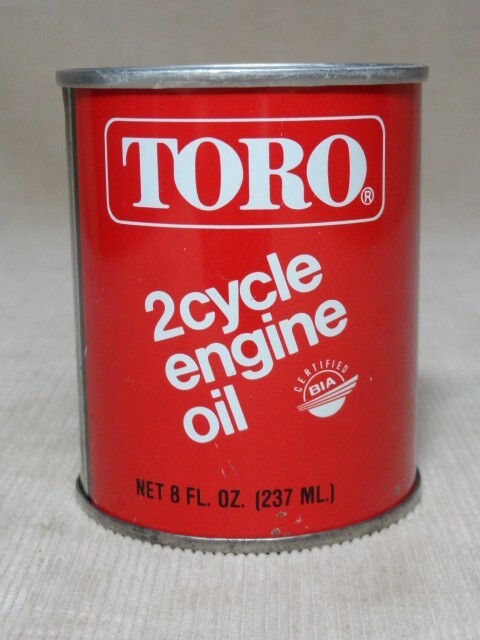 TORO®
2cycle
engine
oil
CERTIFIED
BIA
NET 8 FL. OZ. (237 ML.)